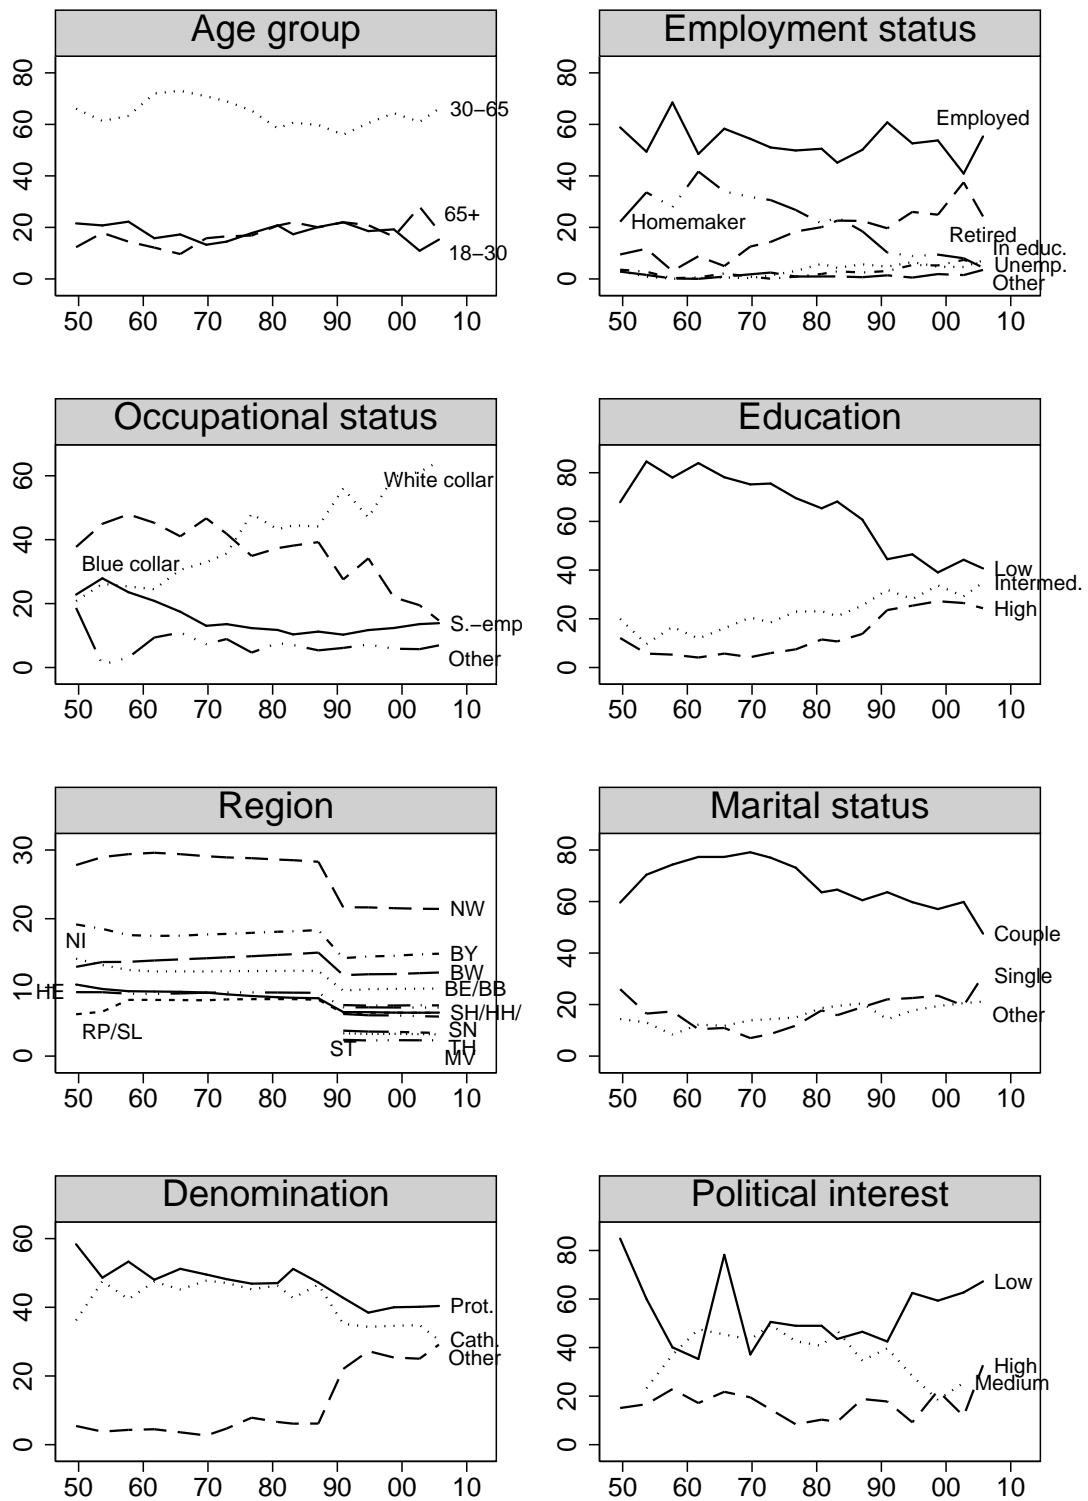 Age group
80
60
40
20
0
30–65
65+
18–30
50 60 70 80 90 00 10
Employment status
80
60
40
20
0
Employed
Homemaker
Retired
In educ.
Unemp.
Other
50 60 70 80 90 00 10
Occupational status
60
40
20
0
White collar
Blue collar
S.–emp
Other
50 60 70 80 90 00 10
Education
80
60
40
20
0
Low
Intermed.
High
50 60 70 80 90 00 10
Region
30
20
10
0
NW
NI
BY
BW
HE
BE/BB
SH/HH/
RP/SL
SN
ST
TH
MV
50 60 70 80 90 00 10
Marital status
80
60
40
20
0
Couple
Single
Other
50 60 70 80 90 00 10
Denomination
60
40
20
0
Prot.
Cath.
Other
50 60 70 80 90 00 10
Political interest
80
60
40
20
0
Low
High
Medium
50 60 70 80 90 00 10